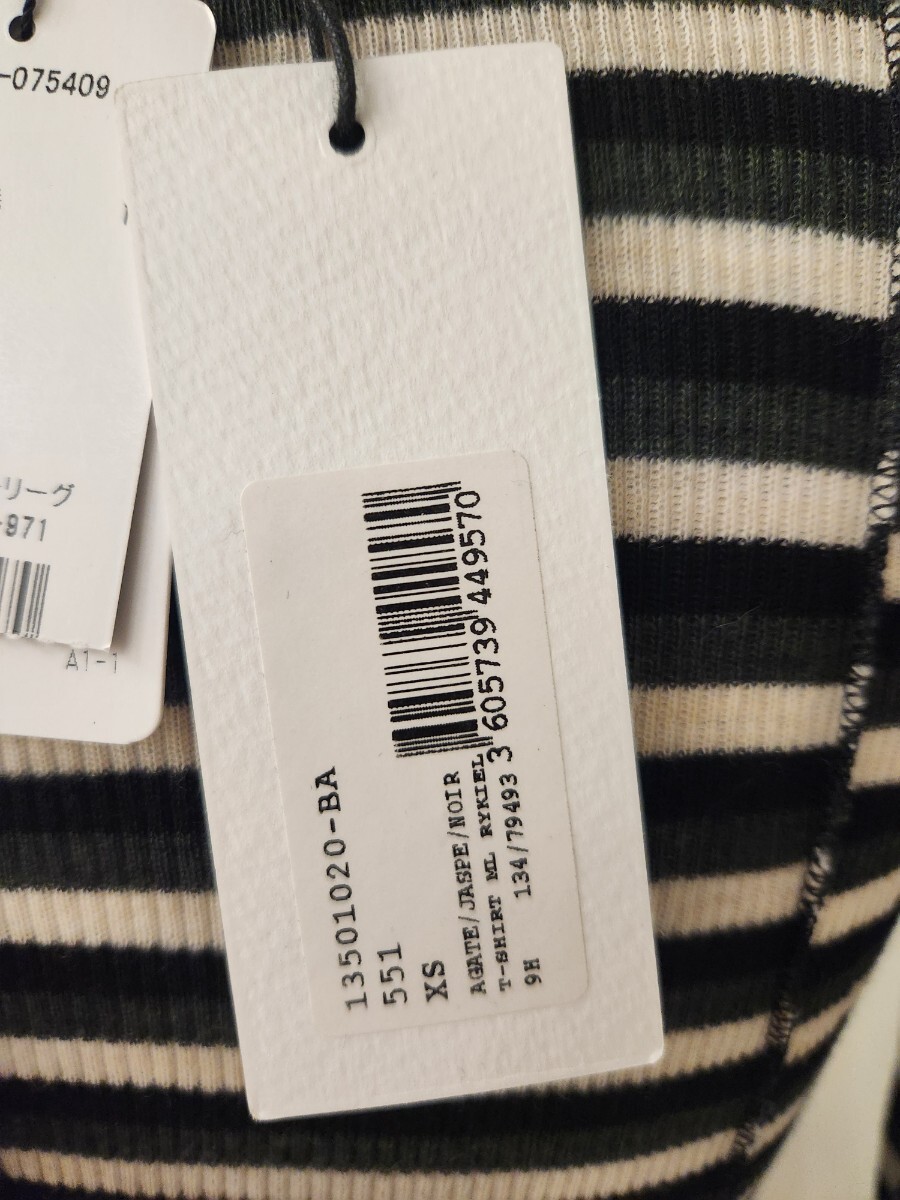 -075409
リーグ
-971
A1-1
3 605739 449570
13501020-BA
551
XS
AGATE/JASPE/NOIR
T-SHIRT ML RYKIEL
9H 134/79493